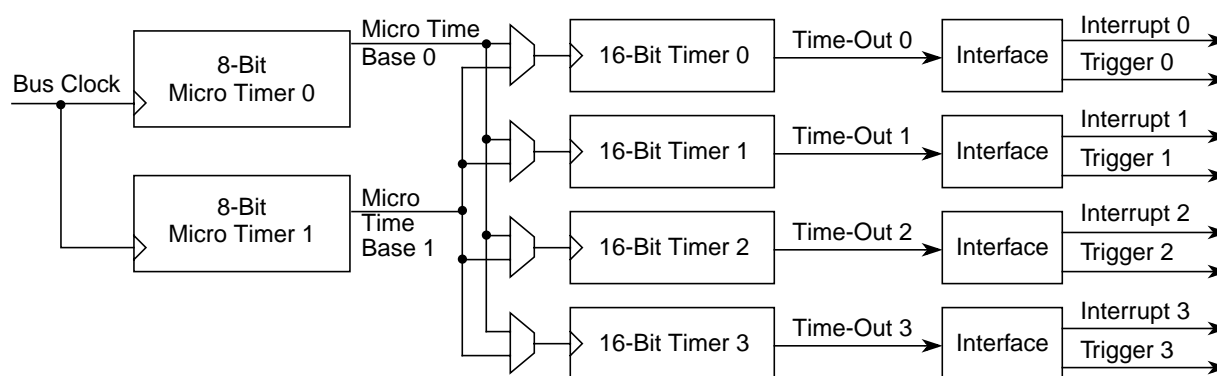 Bus Clock
8-Bit
Micro Timer 0
8-Bit
Micro Timer 1
Micro Time
Base 0
Micro
Time
Base 1
16-Bit Timer 0
Time-Out 0
Interface
Interrupt 0
Trigger 0
16-Bit Timer 1
Time-Out 1
Interface
Interrupt 1
Trigger 1
16-Bit Timer 2
Time-Out 2
Interface
Interrupt 2
Trigger 2
16-Bit Timer 3
Time-Out 3
Interface
Interrupt 3
Trigger 3